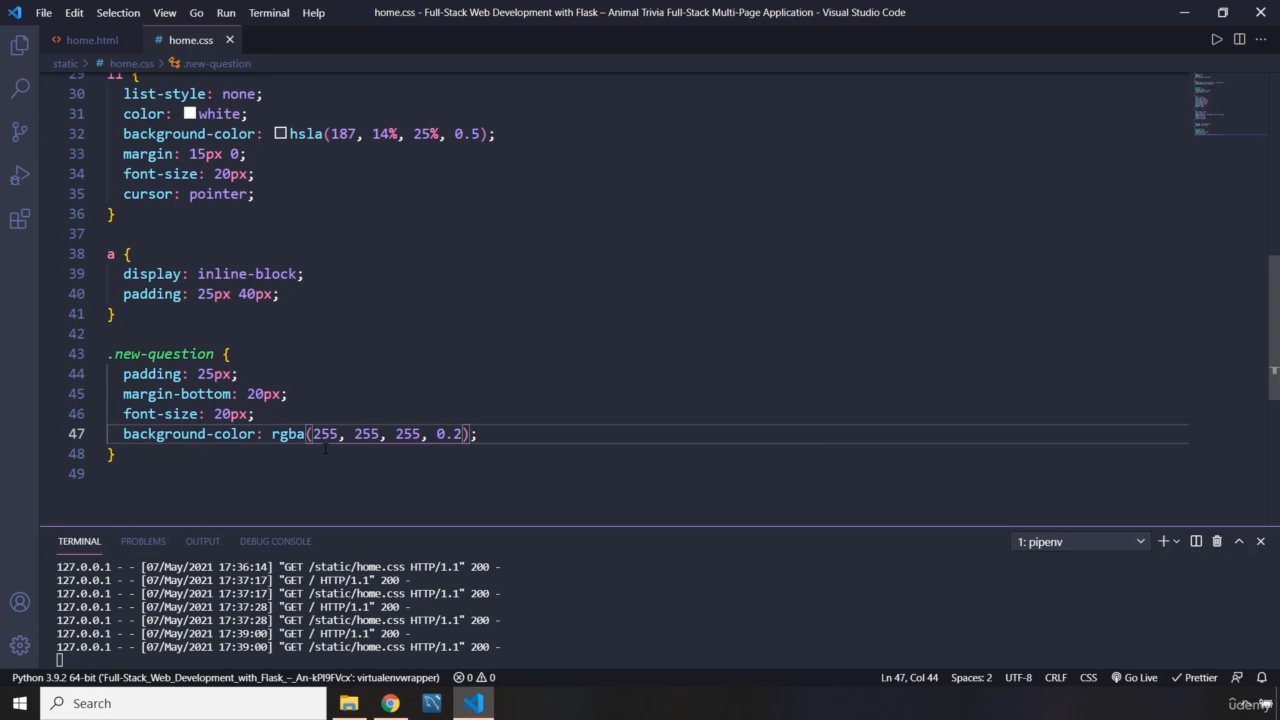 File Edit Selection View Go Run Terminal Help home.css - Full-Stack Web Development with Flask – Animal Trivia Full-Stack Multi-Page Application - Visual Studio Code
home.html home.css
static > home.css > .new-question
29 li {
30 list-style: none;
31 color: white;
32 background-color: hsla(187, 14%, 25%, 0.5);
33 margin: 15px 0;
34 font-size: 20px;
35 cursor: pointer;
36 }
37
38 a {
39 display: inline-block;
40 padding: 25px 40px;
41 }
42
43 .new-question {
44 padding: 25px;
45 margin-bottom: 20px;
46 font-size: 20px;
47 background-color: rgba(255, 255, 255, 0.2);
48 }
49
TERMINAL PROBLEMS OUTPUT DEBUG CONSOLE 1: pipenv
127.0.0.1 - - [07/May/2021 17:36:14] "GET /static/home.css HTTP/1.1" 200 -
127.0.0.1 - - [07/May/2021 17:37:17] "GET / HTTP/1.1" 200 -
127.0.0.1 - - [07/May/2021 17:37:17] "GET /static/home.css HTTP/1.1" 200 -
127.0.0.1 - - [07/May/2021 17:37:28] "GET / HTTP/1.1" 200 -
127.0.0.1 - - [07/May/2021 17:37:28] "GET /static/home.css HTTP/1.1" 200 -
127.0.0.1 - - [07/May/2021 17:39:00] "GET / HTTP/1.1" 200 -
127.0.0.1 - - [07/May/2021 17:39:00] "GET /static/home.css HTTP/1.1" 200 -
Python 3.9.2 64-bit ('Full-Stack_Web_Development_with_Flask_–_An-kPI9FVcx': virtualenvwrapper) 0 0 Ln 47, Col 44 Spaces: 2 UTF-8 CRLF CSS Go Live Prettier
Search
udemy